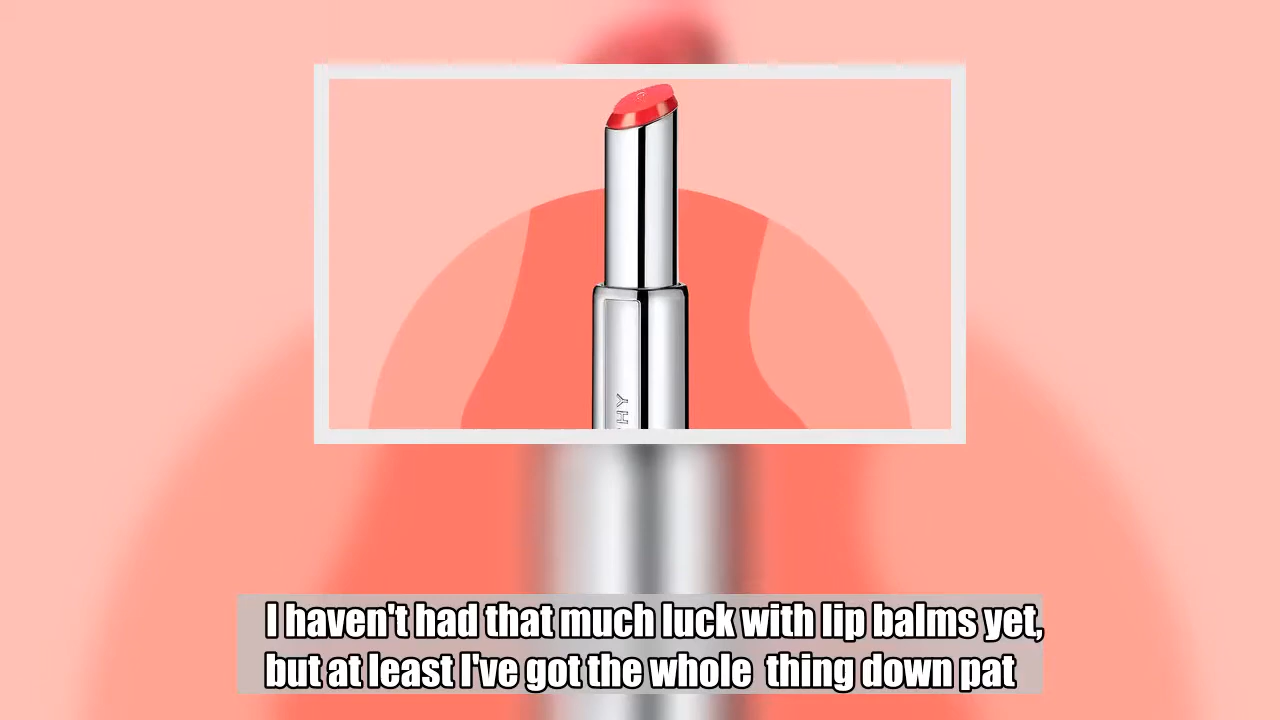 HY
I haven't had that much luck with lip balms yet,
but at least I've got the whole thing down pat